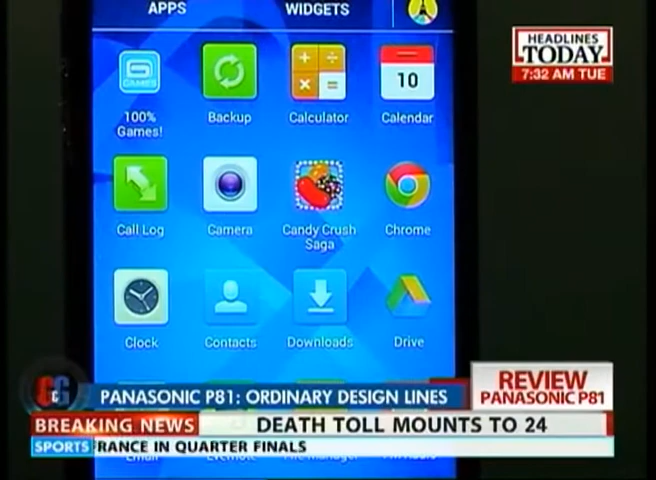 APPS WIDGETS
HEADLINES
TODAY
7:32 AM TUE
GAMES
10
100% Games!
Backup
Calculator
Calendar
Call Log
Camera
Candy Crush Saga
Chrome
Clock
Contacts
Downloads
Drive
REVIEW
PANASONIC P81
PANASONIC P81: ORDINARY DESIGN LINES
BREAKING NEWS DEATH TOLL MOUNTS TO 24
SPORTS RANCE IN QUARTER FINALS
Email